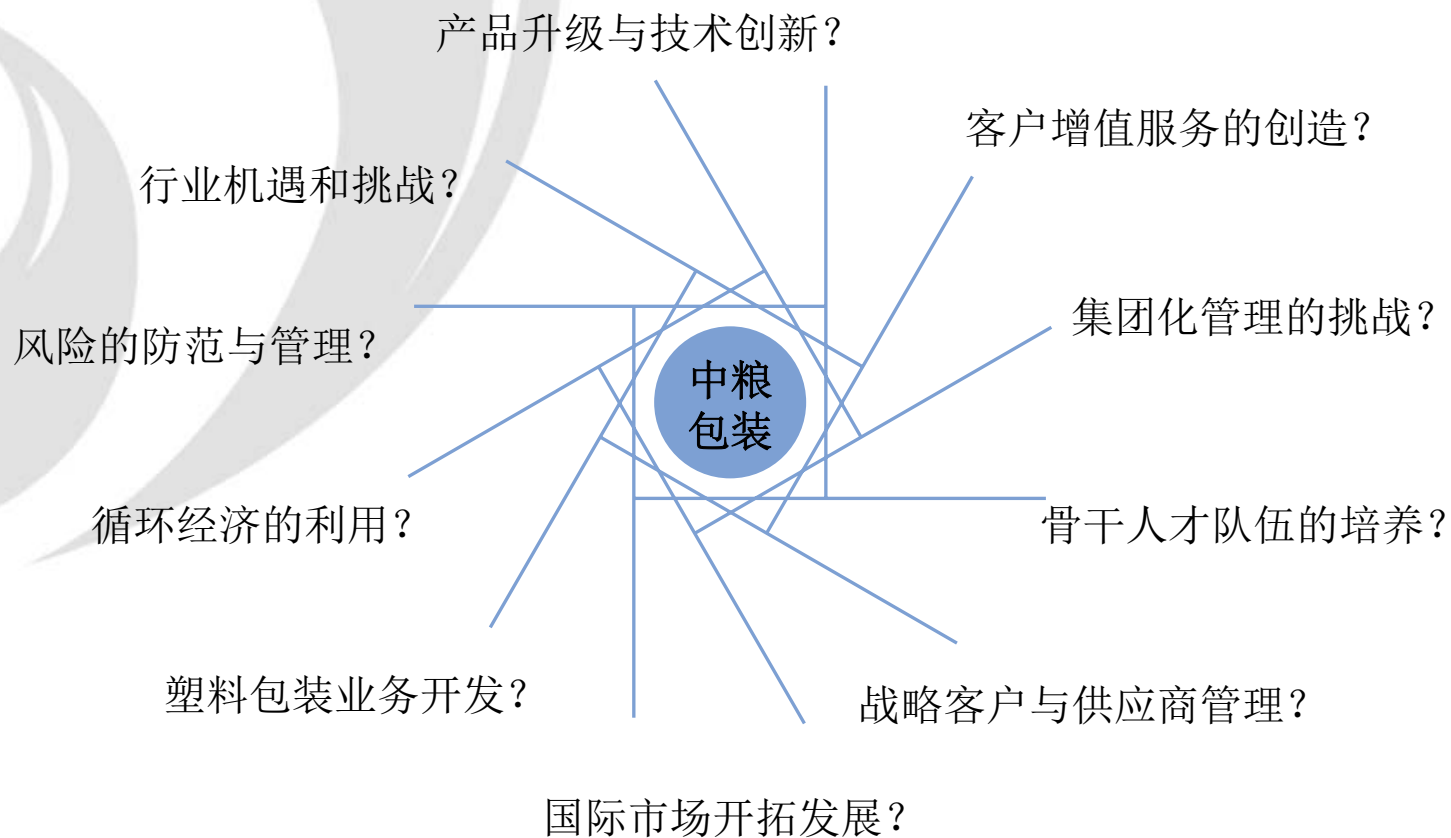 产品升级与技术创新？
客户增值服务的创造？
行业机遇和挑战？
集团化管理的挑战？
风险的防范与管理？
中粮
包装
循环经济的利用？
骨干人才队伍的培养？
塑料包装业务开发？
战略客户与供应商管理？
国际市场开拓发展？